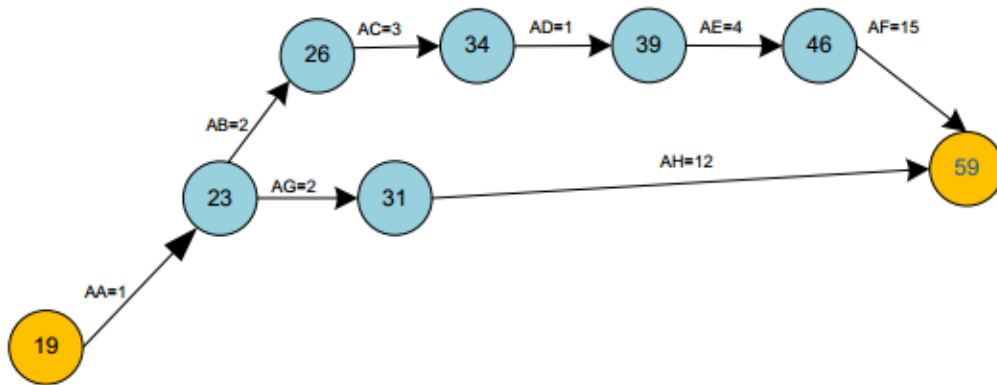 AC=3
AD=1
AE=4
AF=15
26
34
39
46
AB=2
AH=12
59
AG=2
23
31
AA=1
19